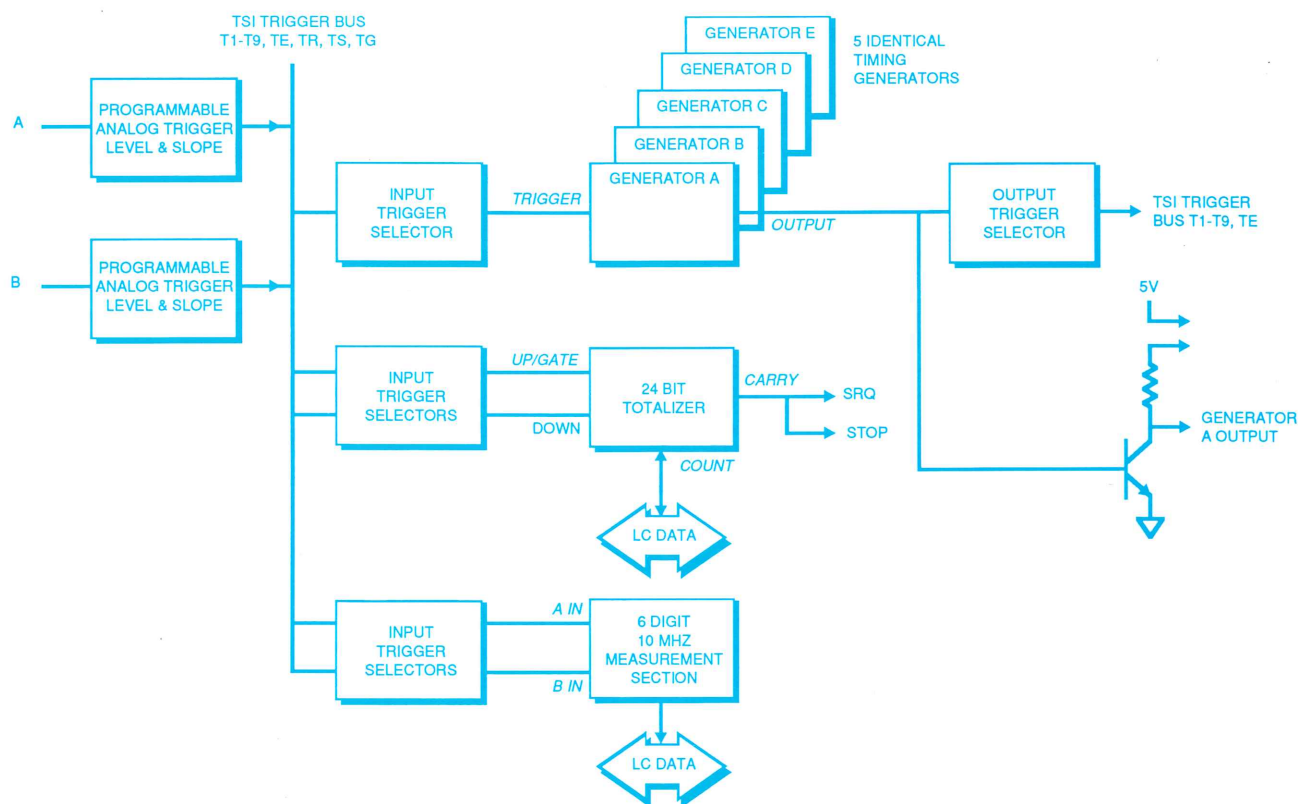 TSI TRIGGER BUS
T1-T9, TE, TR, TS, TG
A
PROGRAMMABLE
ANALOG TRIGGER
LEVEL & SLOPE
B
PROGRAMMABLE
ANALOG TRIGGER
LEVEL & SLOPE
INPUT
TRIGGER
SELECTOR
TRIGGER
GENERATOR E
GENERATOR D
GENERATOR C
GENERATOR B
GENERATOR A
5 IDENTICAL
TIMING
GENERATORS
OUTPUT
OUTPUT
TRIGGER
SELECTOR
TSI TRIGGER
BUS T1-T9, TE
5V
GENERATOR
A OUTPUT
INPUT
TRIGGER
SELECTORS
UP/GATE
DOWN
24 BIT
TOTALIZER
CARRY
SRQ
STOP
COUNT
LC DATA
INPUT
TRIGGER
SELECTORS
A IN
B IN
6 DIGIT
10 MHZ
MEASUREMENT
SECTION
LC DATA